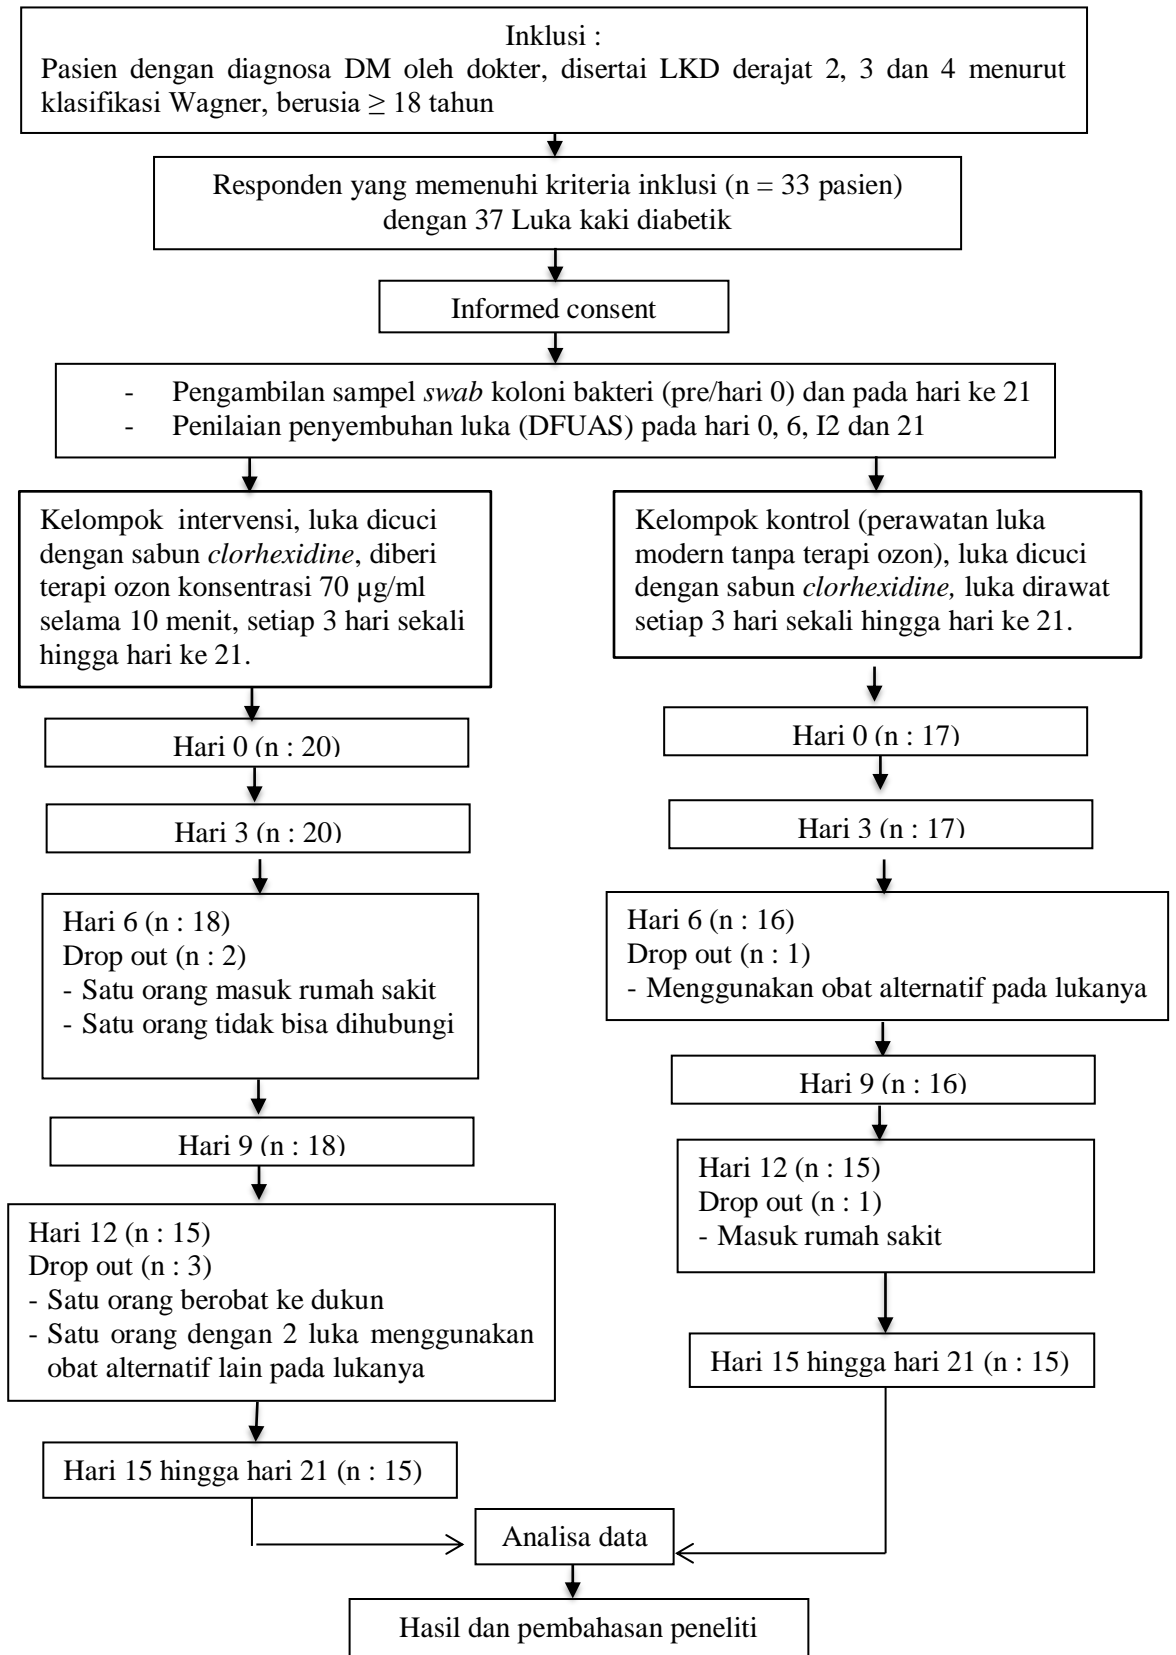 Inklusi :
Pasien dengan diagnosa DM oleh dokter, disertai LKD derajat 2, 3 dan 4 menurut
klasifikasi Wagner, berusia ≥ 18 tahun
Responden yang memenuhi kriteria inklusi (n = 33 pasien)
dengan 37 Luka kaki diabetik
Informed consent
- Pengambilan sampel swab koloni bakteri (pre/hari 0) dan pada hari ke 21
- Penilaian penyembuhan luka (DFUAS) pada hari 0, 6, I2 dan 21
Kelompok intervensi, luka dicuci
dengan sabun clorhexidine, diberi
terapi ozon konsentrasi 70 µg/ml
selama 10 menit, setiap 3 hari sekali
hingga hari ke 21.
Kelompok kontrol (perawatan luka
modern tanpa terapi ozon), luka dicuci
dengan sabun clorhexidine, luka dirawat
setiap 3 hari sekali hingga hari ke 21.
Hari 0 (n : 20)
Hari 0 (n : 17)
Hari 3 (n : 20)
Hari 3 (n : 17)
Hari 6 (n : 18)
Drop out (n : 2)
- Satu orang masuk rumah sakit
- Satu orang tidak bisa dihubungi
Hari 6 (n : 16)
Drop out (n : 1)
- Menggunakan obat alternatif pada lukanya
Hari 9 (n : 18)
Hari 9 (n : 16)
Hari 12 (n : 15)
Drop out (n : 3)
- Satu orang berobat ke dukun
- Satu orang dengan 2 luka menggunakan
obat alternatif lain pada lukanya
Hari 12 (n : 15)
Drop out (n : 1)
- Masuk rumah sakit
Hari 15 hingga hari 21 (n : 15)
Hari 15 hingga hari 21 (n : 15)
Analisa data
Hasil dan pembahasan peneliti